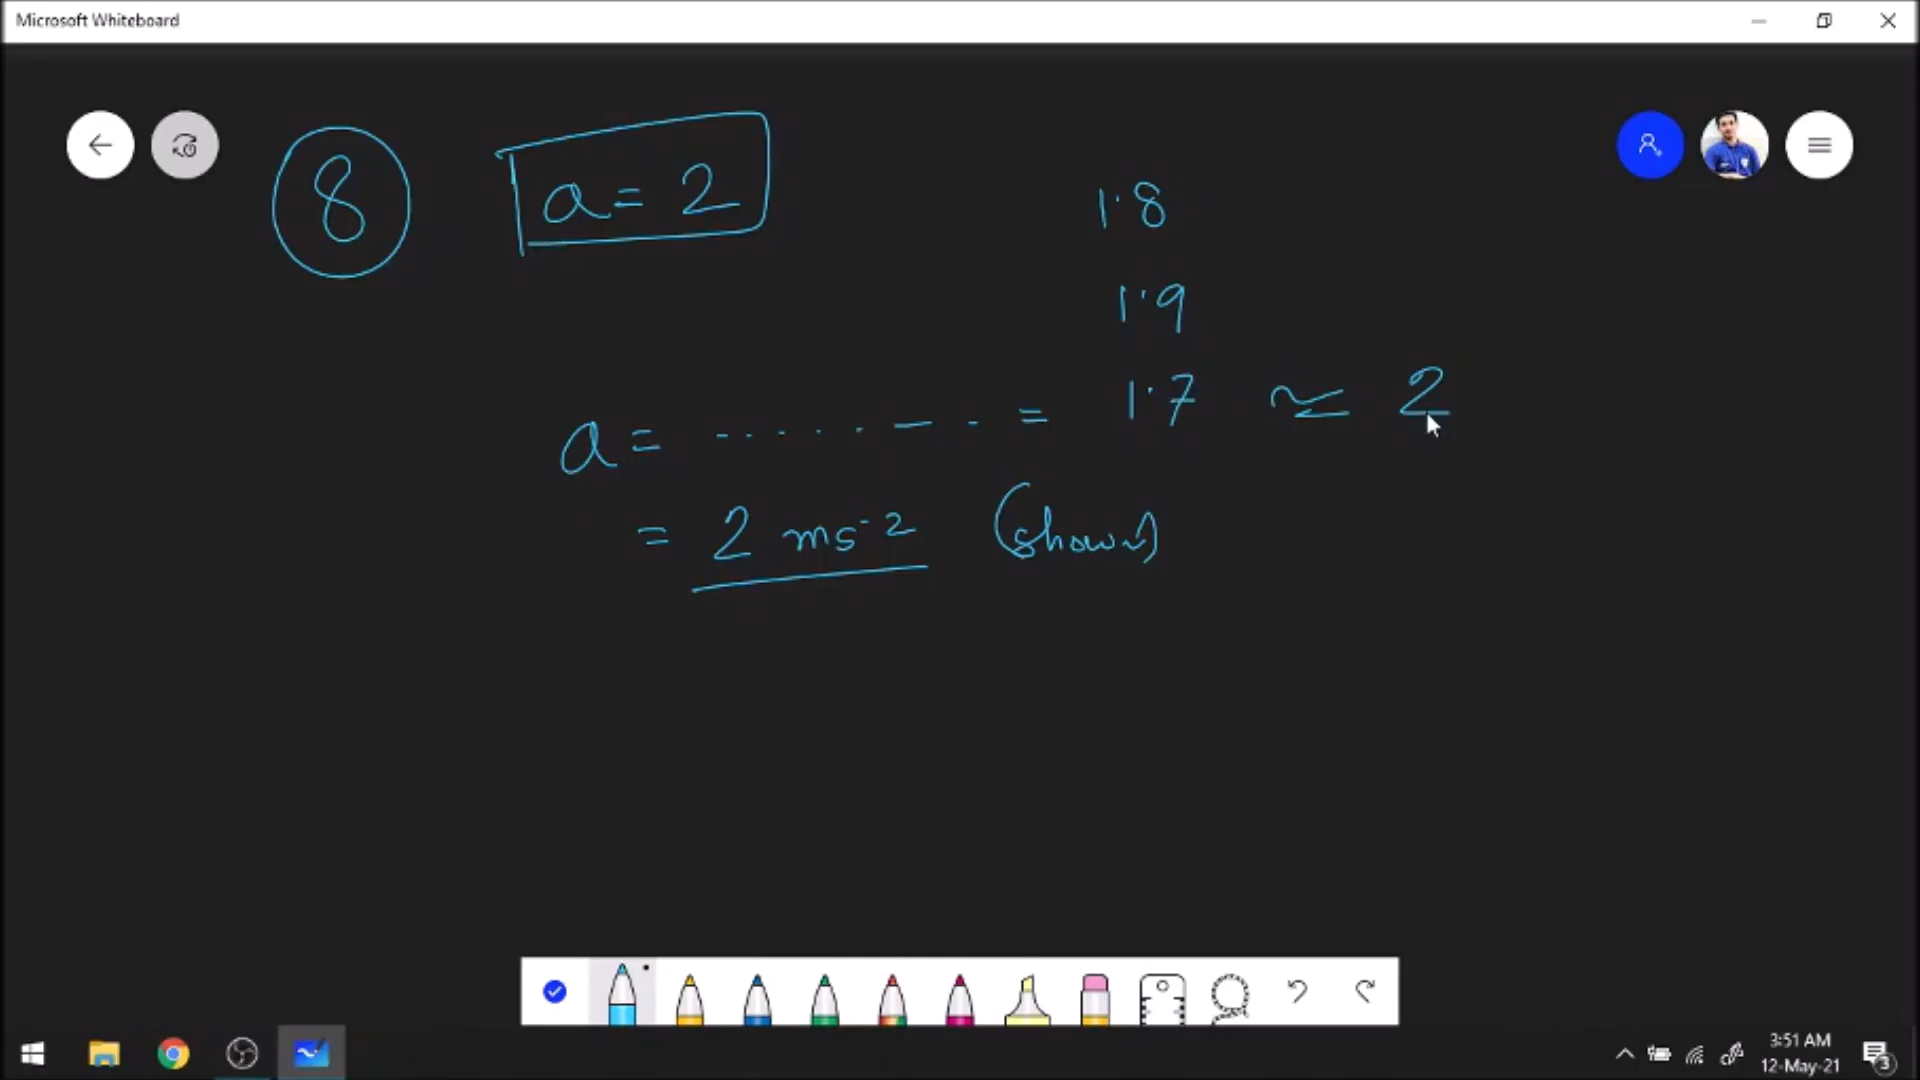 Microsoft Whiteboard
8
a = 2
1.8
1.9
a = ....... - . = 1.7 ≃ 2
= 2 ms⁻² (shown)
3:51 AM
12-May-21
3